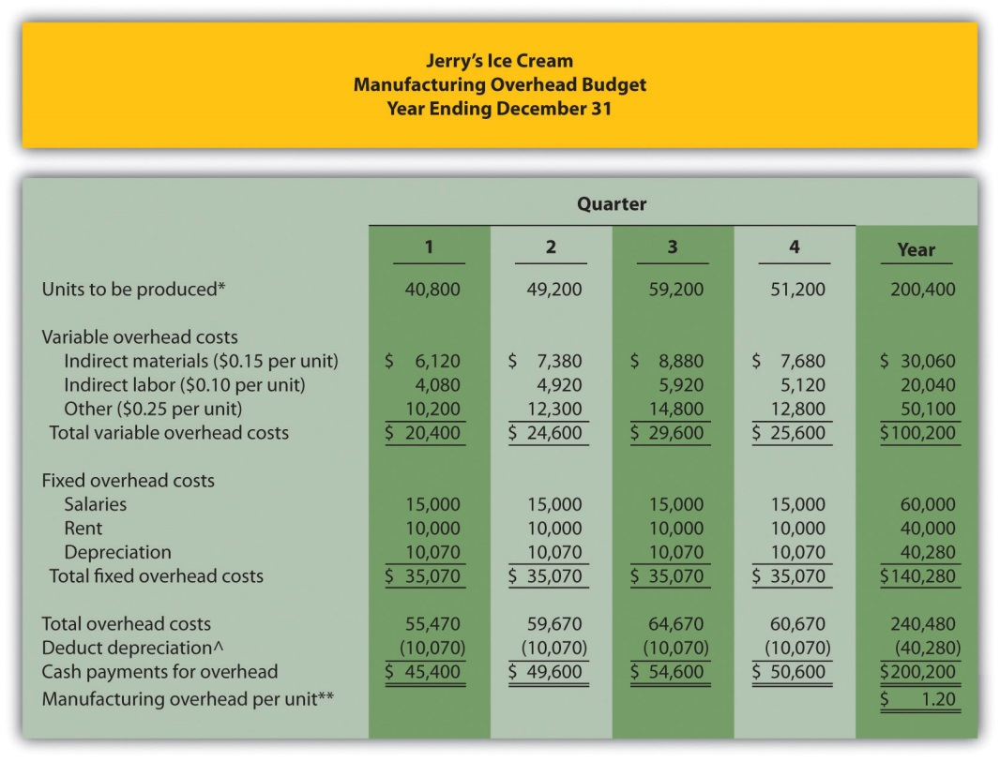 Jerry’s Ice Cream
Manufacturing Overhead Budget
Year Ending December 31
Quarter
1 2 3 4 Year
Units to be produced* 40,800 49,200 59,200 51,200 200,400
Variable overhead costs
Indirect materials ($0.15 per unit) $ 6,120 $ 7,380 $ 8,880 $ 7,680 $ 30,060
Indirect labor ($0.10 per unit) 4,080 4,920 5,920 5,120 20,040
Other ($0.25 per unit) 10,200 12,300 14,800 12,800 50,100
Total variable overhead costs $ 20,400 $ 24,600 $ 29,600 $ 25,600 $100,200
Fixed overhead costs
Salaries 15,000 15,000 15,000 15,000 60,000
Rent 10,000 10,000 10,000 10,000 40,000
Depreciation 10,070 10,070 10,070 10,070 40,280
Total fixed overhead costs $ 35,070 $ 35,070 $ 35,070 $ 35,070 $140,280
Total overhead costs 55,470 59,670 64,670 60,670 240,480
Deduct depreciation^ (10,070) (10,070) (10,070) (10,070) (40,280)
Cash payments for overhead $ 45,400 $ 49,600 $ 54,600 $ 50,600 $200,200
Manufacturing overhead per unit** $ 1.20